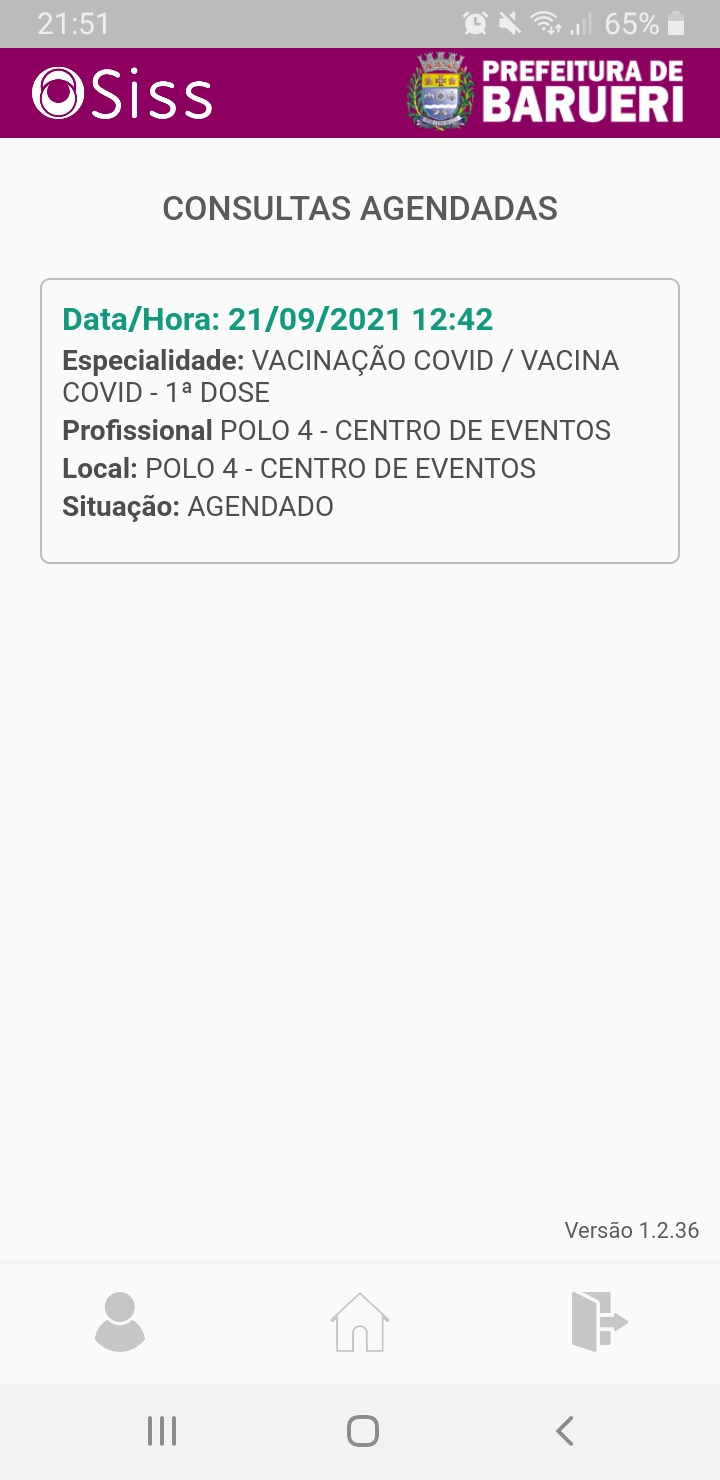 21:51
65%
Siss
PREFEITURA DE
BARUERI
CONSULTAS AGENDADAS
Data/Hora: 21/09/2021 12:42
Especialidade: VACINAÇÃO COVID / VACINA
COVID - 1ª DOSE
Profissional POLO 4 - CENTRO DE EVENTOS
Local: POLO 4 - CENTRO DE EVENTOS
Situação: AGENDADO
Versão 1.2.36